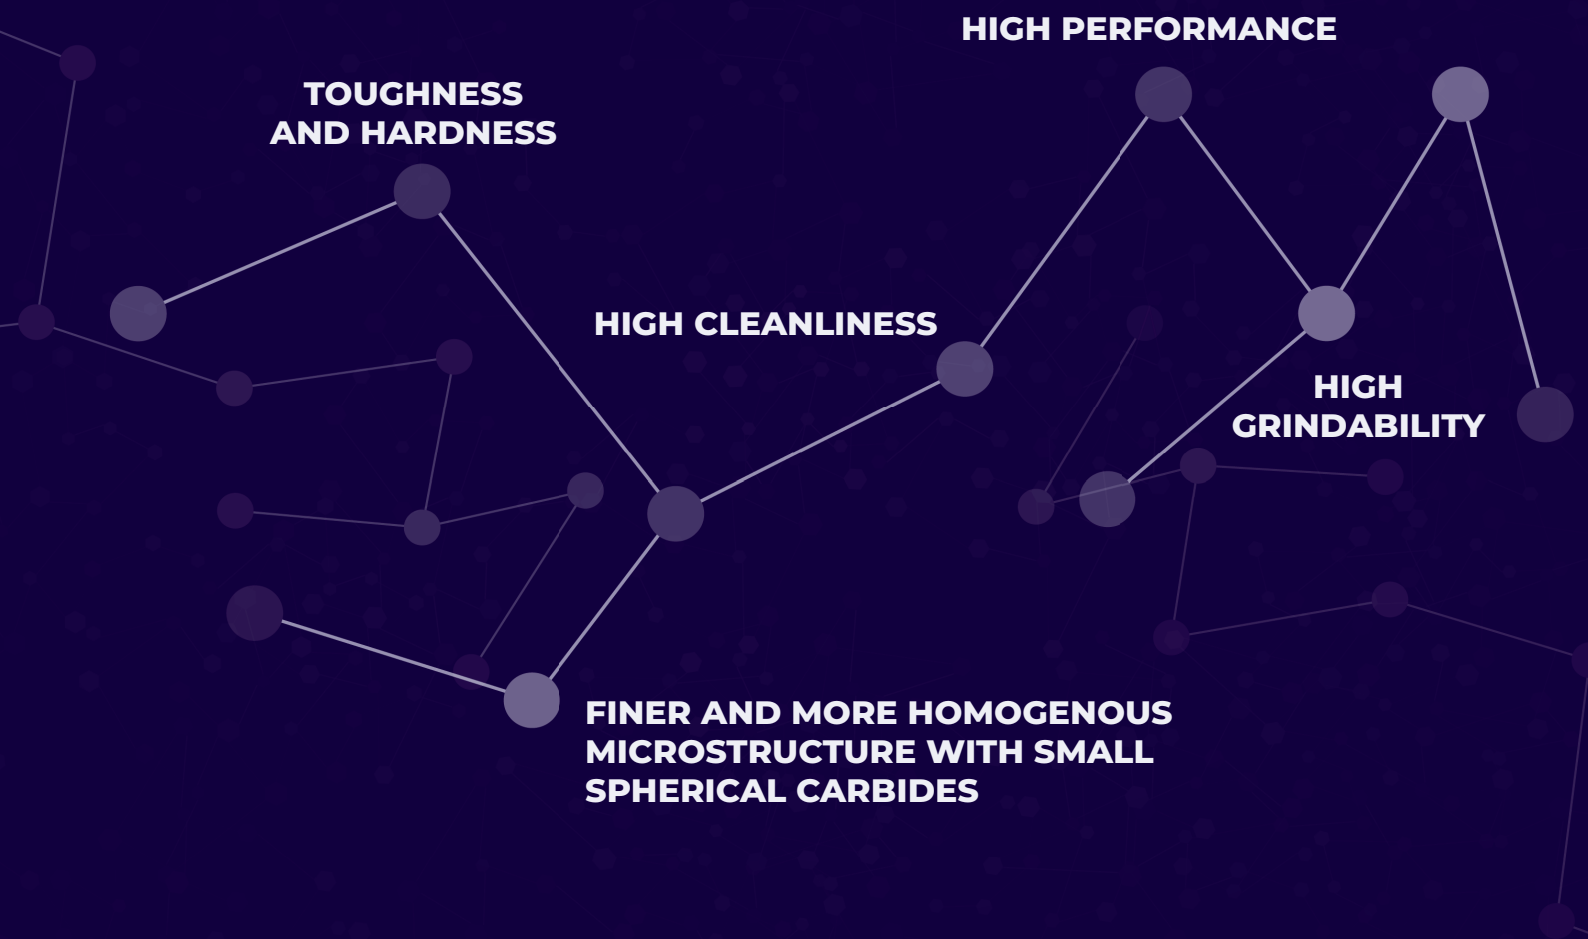 HIGH PERFORMANCE
TOUGHNESS
AND HARDNESS
HIGH CLEANLINESS
HIGH
GRINDABILITY
FINER AND MORE HOMOGENOUS
MICROSTRUCTURE WITH SMALL
SPHERICAL CARBIDES